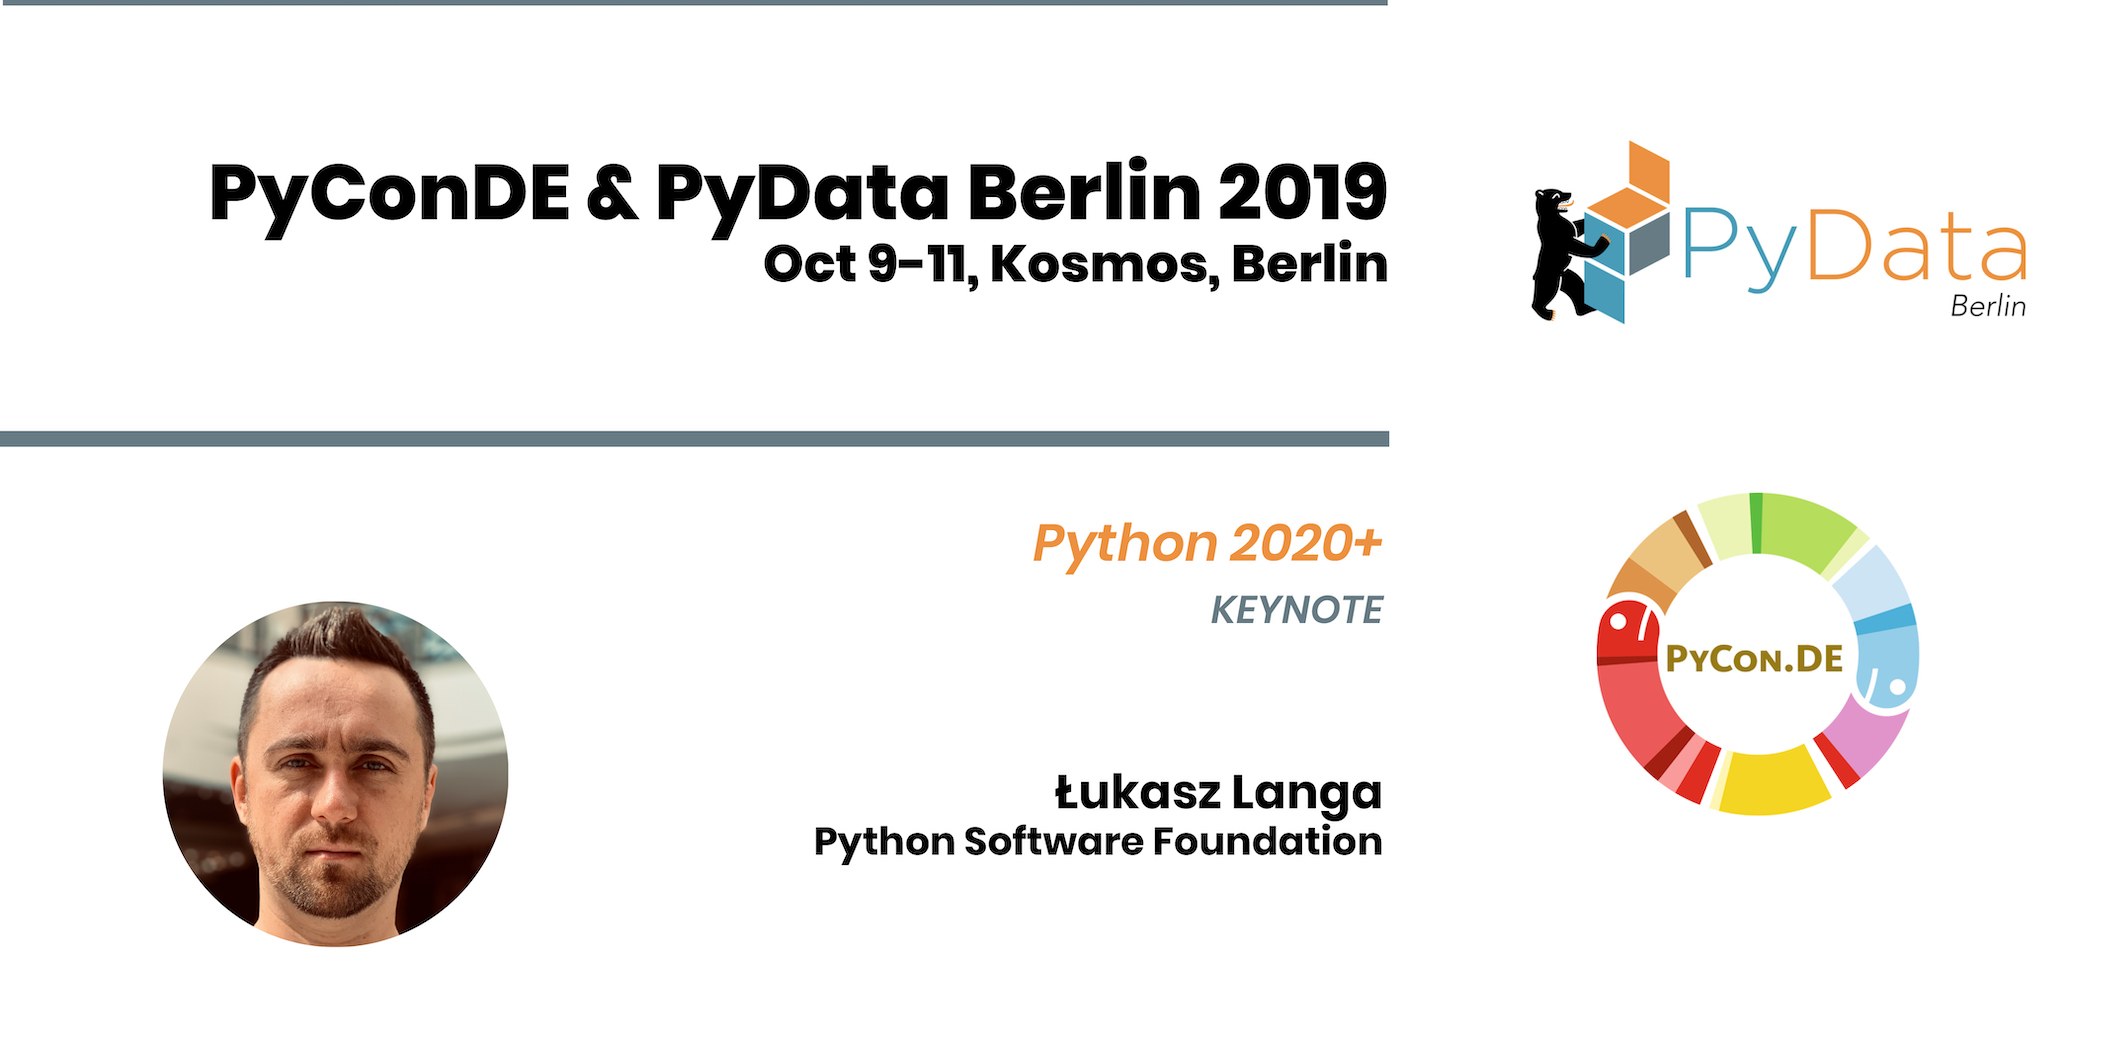 PyConDE & PyData Berlin 2019
Oct 9-11, Kosmos, Berlin
PyData
Berlin
Python 2020+
KEYNOTE
PYCON.DE
Łukasz Langa
Python Software Foundation